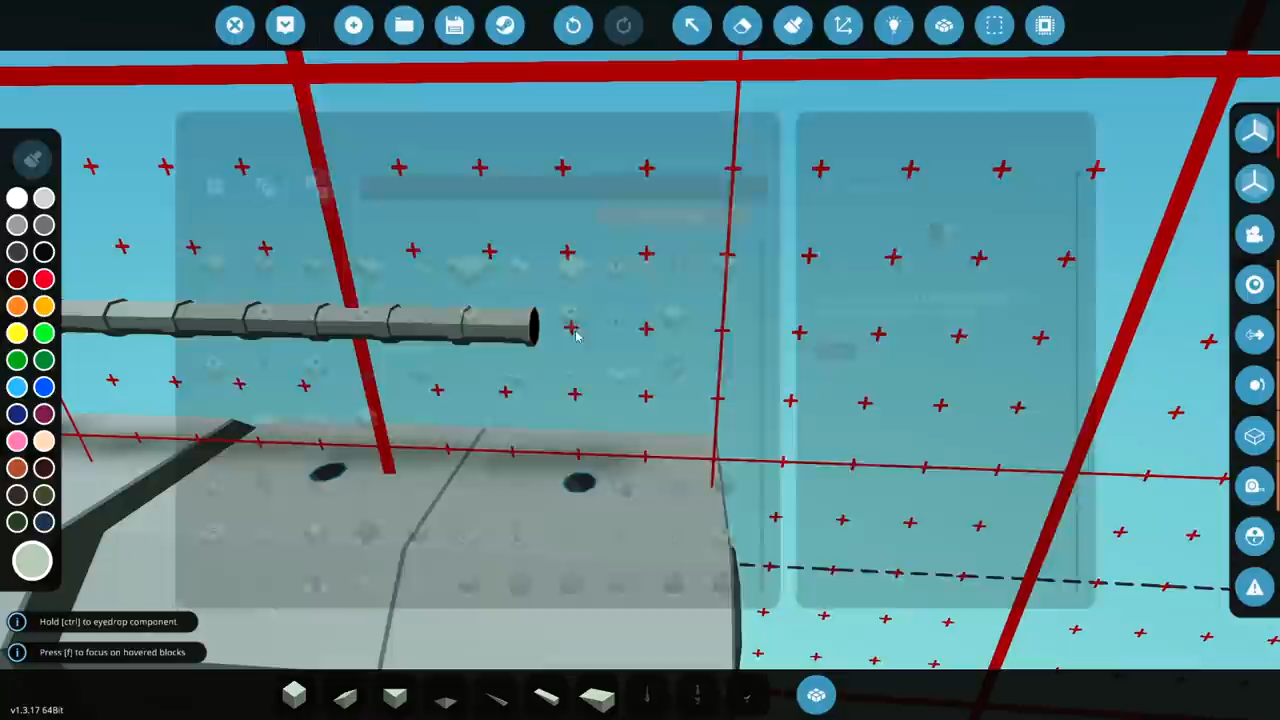 Hold [ctrl] to eyedrop component
Press [f] to focus on hovered blocks
v1.3.17 64Bit